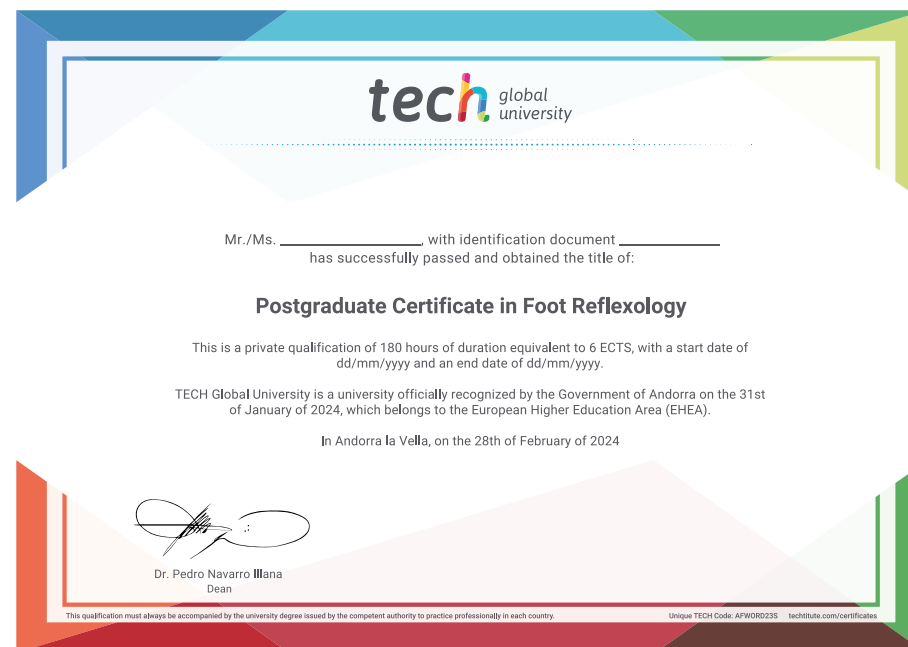 tech global
university
Mr./Ms. ____________________, with identification document ______________
has successfully passed and obtained the title of:
Postgraduate Certificate in Foot Reflexology
This is a private qualification of 180 hours of duration equivalent to 6 ECTS, with a start date of
dd/mm/yyyy and an end date of dd/mm/yyyy.
TECH Global University is a university officially recognized by the Government of Andorra on the 31st
of January of 2024, which belongs to the European Higher Education Area (EHEA).
In Andorra la Vella, on the 28th of February of 2024
Dr. Pedro Navarro Illana
Dean
This qualification must always be accompanied by the university degree issued by the competent authority to practice professionally in each country.
Unique TECH Code: AFWORD23S techtitute.com/certificates